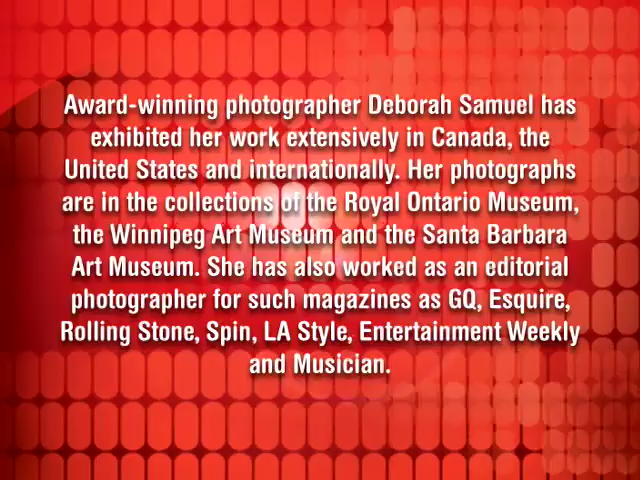 Award-winning photographer Deborah Samuel has
exhibited her work extensively in Canada, the
United States and internationally. Her photographs
are in the collections of the Royal Ontario Museum,
the Winnipeg Art Museum and the Santa Barbara
Art Museum. She has also worked as an editorial
photographer for such magazines as GQ, Esquire,
Rolling Stone, Spin, LA Style, Entertainment Weekly
and Musician.